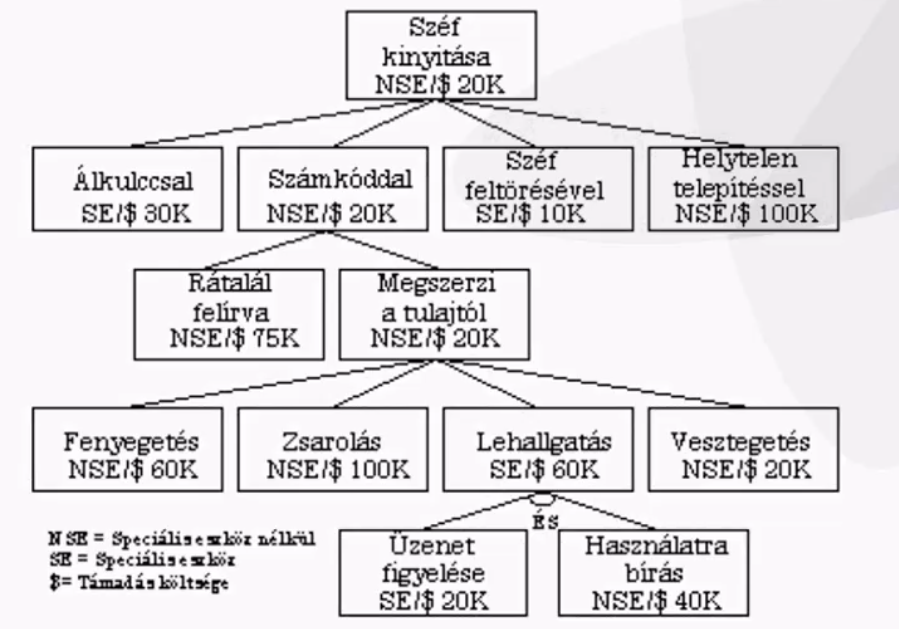 Széf
kinyitása
NSE/$ 20K
Álkulccsal
SE/$ 30K
Számkóddal
NSE/$ 20K
Széf
feltörésével
SE/$ 10K
Helytelen
telepítéssel
NSE/$ 100K
Rátalál
felírva
NSE/$ 75K
Megszerzi
a tulajtól
NSE/$ 20K
Fenyegetés
NSE/$ 60K
Zsarolás
NSE/$ 100K
Lehallgatás
SE/$ 60K
Vesztegetés
NSE/$ 20K
ÉS
Üzenet
figyelése
SE/$ 20K
Használatra
bírás
NSE/$ 40K
NSE = Speciális eszköz nélkül
SE = Speciális eszköz
$= Támadás költsége